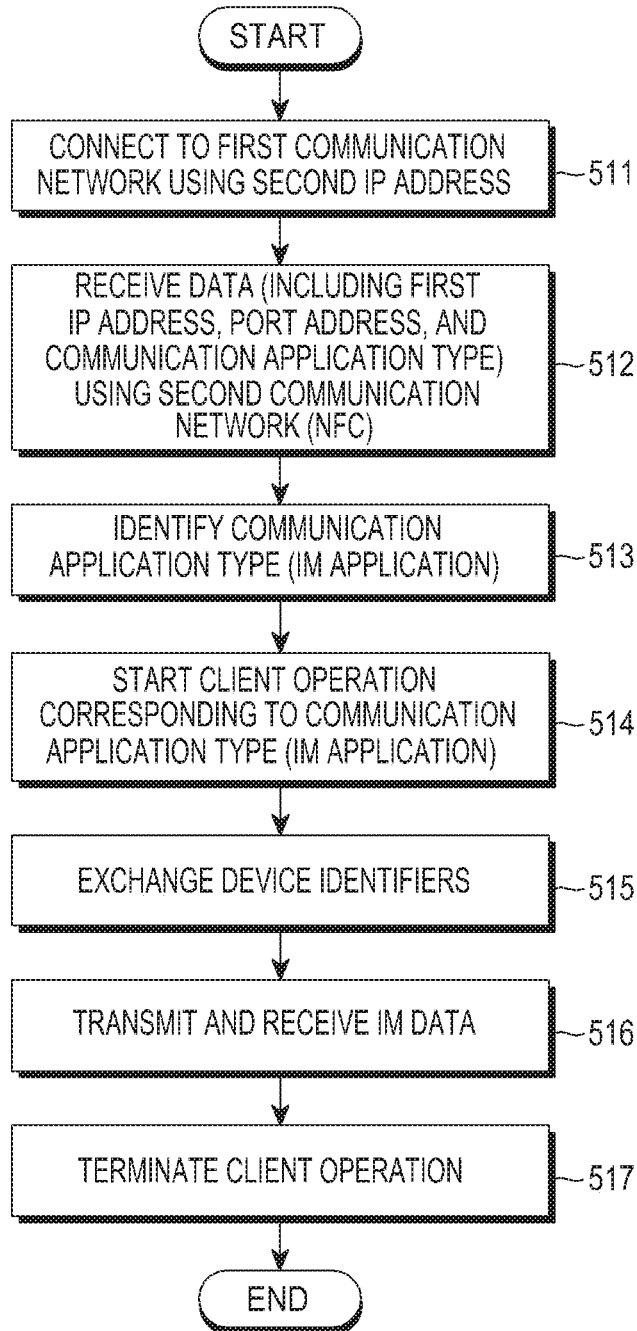 START
CONNECT TO FIRST COMMUNICATION
NETWORK USING SECOND IP ADDRESS
511
RECEIVE DATA (INCLUDING FIRST
IP ADDRESS, PORT ADDRESS, AND
COMMUNICATION APPLICATION TYPE)
USING SECOND COMMUNICATION
NETWORK (NFC)
512
IDENTIFY COMMUNICATION
APPLICATION TYPE (IM APPLICATION)
513
START CLIENT OPERATION
CORRESPONDING TO COMMUNICATION
APPLICATION TYPE (IM APPLICATION)
514
EXCHANGE DEVICE IDENTIFIERS
515
TRANSMIT AND RECEIVE IM DATA
516
TERMINATE CLIENT OPERATION
517
END